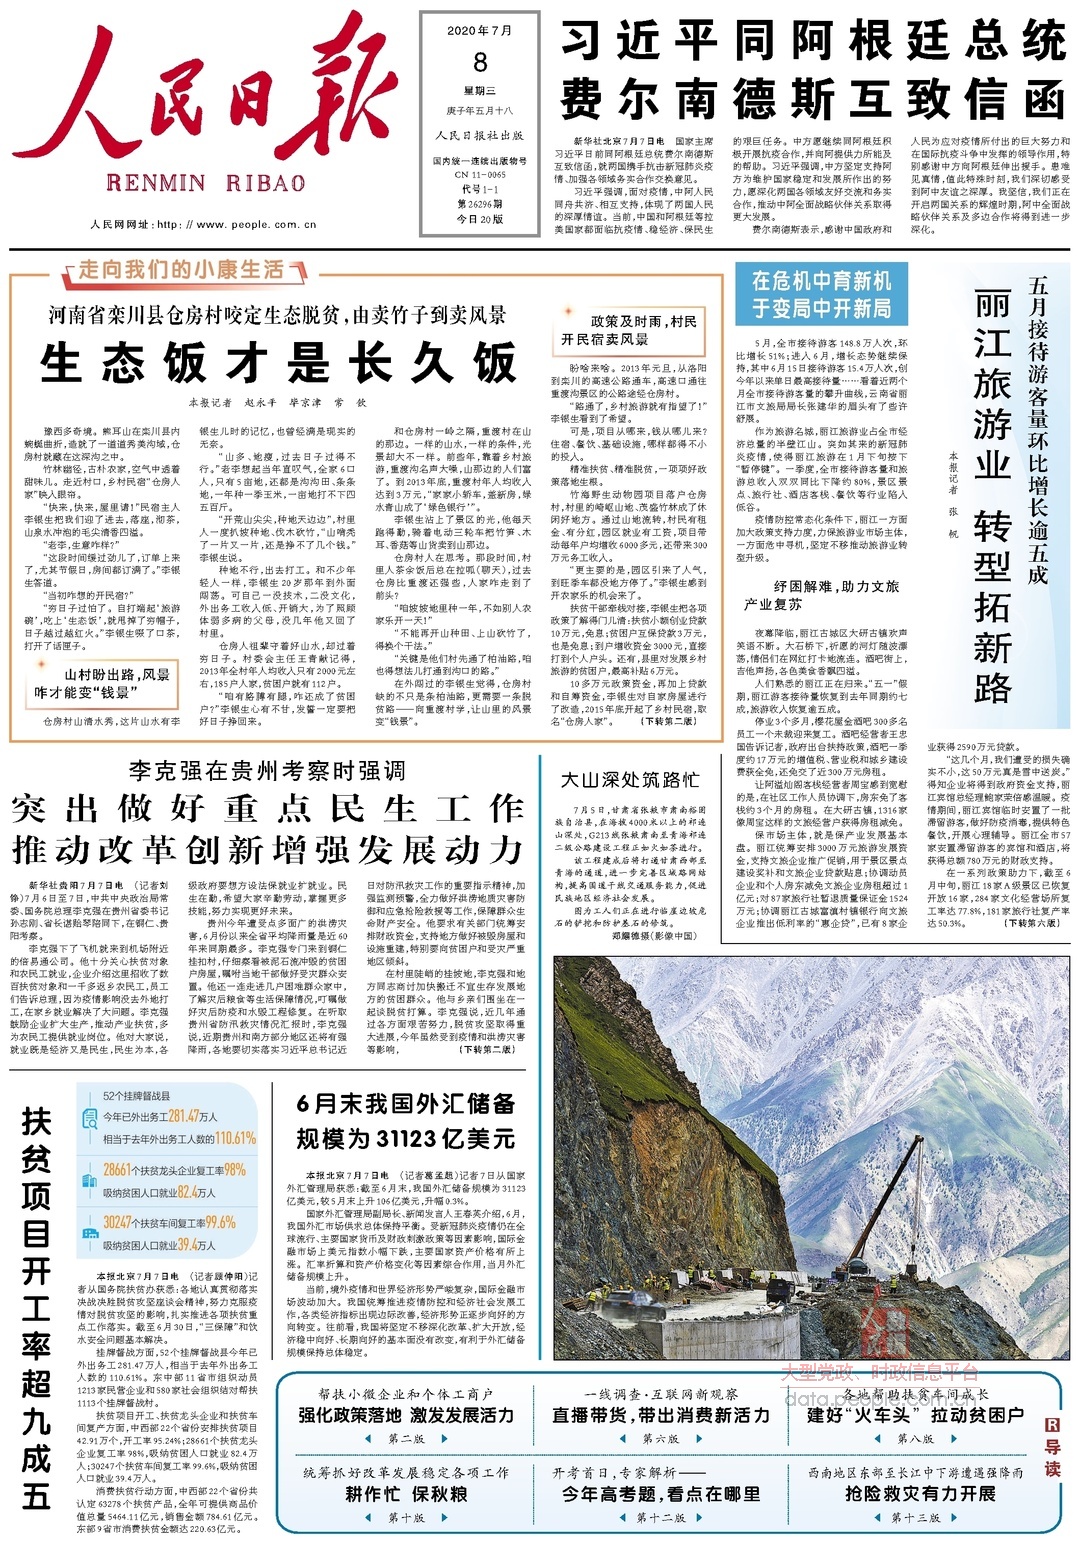 人民日报
RENMIN RIBAO
人民网网址:http://www.people.com.cn
2020年7月
8
星期三
庚子年五月十八
人民日报社出版
国内统一连续出版物号
CN 11-0065
代号1-1
第26296期
今日20版
习近平同阿根廷总统
费尔南德斯互致信函
新华社北京7月7日电 国家主席
习近平日前同阿根廷总统费尔南德斯
互致信函,就两国携手抗击新冠肺炎疫
情、加强各领域务实合作交换意见。
习近平强调,面对疫情,中阿人民
同舟共济、相互支持,体现了两国人民
的深厚情谊。当前,中国和阿根廷等拉
美国家都面临抗疫情、稳经济、保民生
的艰巨任务。中方愿继续同阿根廷积
极开展抗疫合作,并向阿提供力所能及
的帮助。习近平强调,中方坚定支持阿
方为维护国家稳定和发展所作出的努
力,愿深化两国各领域友好交流和务实
合作,推动中阿全面战略伙伴关系取得
更大发展。
费尔南德斯表示,感谢中国政府和
人民为应对疫情所付出的巨大努力和
在国际抗疫斗争中发挥的领导作用,特
别感谢中方向阿根廷伸出援手。患难
见真情,值此特殊时刻,我们深切感受
到阿中友谊之深厚。我坚信,我们正在
开启两国关系的辉煌时期,阿中全面战
略伙伴关系及多边合作将得到进一步
深化。
走向我们的小康生活
河南省栾川县仓房村咬定生态脱贫,由卖竹子到卖风景
生态饭才是长久饭
本报记者 赵永平 毕京津 常钦
豫西多奇境。熊耳山在栾川县内
蜿蜒曲折,造就了一道道秀美沟域,仓
房村就藏在这深沟之中。
竹林幽径,古朴农家,空气中透着
甜味儿。走近村口,乡村民宿“仓房人
家”映入眼帘。
“快来,快来,屋里请!”民宿主人
李银生把我们迎了进去,落座,彻茶,
山泉水冲泡的毛尖清香四溢。
“老李,生意咋样?”
“这段时间缓过劲儿了,订单上来
了,尤其节假日,房间都订满了。”李银
生答道。
“当初咋想的开民宿?”
“穷日子过怕了。自打端起‘旅游
碗’,吃上‘生态饭’,就甩掉了穷帽子,
日子越过越红火。”李银生啜了口茶,
打开了话匣子。
山村盼出路,风景
咋才能变“钱景”
仓房村山清水秀,这片山水有李
银生儿时的记忆,也曾经满是现实的
无奈。
“山多、地瘦,过去日子过得不
行。”老李想起当年直叹气,全家6口
人,只有5亩地,还都是沟沟田、条条
地,一年种一季玉米,一亩地打不下四
五百斤。
“开荒山尖尖,种地天边边”,村里
人一度扒坡种地、伐木砍竹,“山啃秃
了一片又一片,还是挣不了几个钱。”
李银生说。
种地不行,出去打工。和不少年
轻人一样,李银生20岁那年到外面
闯荡。可自己一没技术,二没文化,
外出务工收入低、开销大,为了照顾
体弱多病的父母,没几年他又回了
村里。
仓房人祖辈守着好山水,却过着
穷日子。村委会主任王青献记得,
2013年全村年人均收入只有2000元左
右,185户人家,贫困户就有112户。
“咱有胳膊有腿,咋还成了贫困
户?”李银生心有不甘,发誓一定要把
好日子挣回来。
和仓房村一岭之隔,重渡村在山
的那边。一样的山水,一样的条件,光
景却大不一样。前些年,靠着乡村旅
游,重渡沟名声大噪,山那边的人们富
了。到2013年底,重渡村年人均收入
达到3万元,“家家小轿车,盖新房,绿
水青山成了‘绿色银行’”。
李银生站上了景区的光,他每天
跑得勤,骑着电动三轮车把竹笋、木
耳、香菇等山货卖到山那边。
仓房村人在思考。那段时间,村
里人茶余饭后总在拉呱(聊天),过去
仓房比重渡还强些,人家咋走到了
前头?
“咱坡坡地里种一年,不如别人农
家乐开一天!”
“不能再开山种田、上山砍竹了,
得换个干法。”
“关键是他们村先通了柏油路,咱
也得想法儿打通到沟口的路。”
在外闯过的李银生觉得,仓房村
缺的不只是条柏油路,更需要一条脱
贫路——向重渡村学,让山里的风景
变“钱景”。
政策及时雨,村民
开民宿卖风景
盼啥来啥。2013年元旦,从洛阳
到栾川的高速公路通车,高速口通往
重渡沟景区的公路途经仓房村。
“路通了,乡村旅游就有指望了!”
李银生看到了希望。
可是,项目从哪来,钱从哪儿来?
住宿、餐饮、基础设施,哪样都得不小
的投入。
精准扶贫、精准脱贫,一项项好政
策落地生根。
竹海野生动物园项目落户仓房
村,村里的崎岖山地、茂盛竹林成了休
闲好地方。通过山地流转,村民有租
金、有分红,园区就业有工资,项目带
动每年户均增收6000多元,还带来300
万元务工收入。
“更主要的是,园区引来了人气,
到旺季车都没地方停了。”李银生感到
开农家乐的机会来了。
扶贫干部牵线对接,李银生把各项
政策了解得门儿清:扶贫小额创业贷款
10万元,免息;贫困户互保贷款3万元,
也是免息;到户增收资金3000元,直接
打到个人户头。还有,县里对发展乡村
旅游的贫困户,最高补贴6万元。
10多万元政策资金,再加上贷款
和自筹资金,李银生对自家房屋进行
了改造,2015年底开起了乡村民宿,取
名“仓房人家”。 (下转第二版)
在危机中育新机
于变局中开新局
五月接待游客量环比增长逾五成
丽江旅游业 转型拓新路
本报记者 张帆
5月,全市接待游客148.8万人次,环
比增长51%;进入6月,增长态势继续保
持,其中6月15日接待游客15.4万人次,创
今年以来单日最高接待量……看着近两个
月全市接待游客量的攀升曲线,云南省丽
江市文旅局局长张建华的眉头有了些许
舒展。
作为旅游名城,丽江旅游业占全市经
济总量的半壁江山。突如其来的新冠肺
炎疫情,使得丽江旅游在1月下旬按下
“暂停键”。一季度,全市接待游客量和旅
游总收入双双同比下降约80%,景区景
点、旅行社、酒店客栈、餐饮等行业陷入
低谷。
疫情防控常态化条件下,丽江一方面
加大政策支持力度,力保旅游业市场主体,
一方面危中寻机,坚定不移推动旅游业转
型升级。
纾困解难,助力文旅
产业复苏
夜幕降临,丽江古城区大研古镇欢声
笑语不断。大石桥下,祈愿的河灯随波漂
荡,情侣们在网红打卡地流连。酒吧街上,
吉他声扬,各色美食香飘四溢。
人们熟悉的丽江正在归来。“五一”假
期,丽江游客接待量恢复到去年同期约七
成,旅游收入恢复逾五成。
停业3个多月,樱花屋金酒吧300多名
员工一个未裁迎来复工。酒吧经营者王忠
国告诉记者,政府出台扶持政策,酒吧一季
度约17万元的增值税、营业税和城乡建设
费获全免,还免交了近300万元房租。
让阿溢灿阁客栈经营者周宝感到宽慰
的是,在社区工作人员协调下,房东免了客
栈约3个月的房租。在大研古镇,1316家
像周宝这样的文旅经营户获得房租减免。
保市场主体,就是保产业发展基本
盘。丽江统筹安排3000万元旅游发展资
金,支持文旅企业推广促销,用于景区景点
建设奖补和文旅企业贷款贴息;协调动员
企业和个人房东减免文旅企业房租超过1
亿元;对87家旅行社暂退质量保证金1524
万元;协调丽江古城富滇村镇银行向文旅
企业推出低利率的“惠企贷”,已有8家企
业获得2590万元贷款。
“这几个月,我们遭受的损失确
实不小,这50万元真是雪中送炭。”
得知企业将得到政府资金支持,丽
江宾馆总经理鲍家荣倍感温暖。疫
情期间,丽江宾馆临时安置了一批
滞留游客,做好防疫消毒,提供特色
餐饮,开展心理辅导。丽江全市57
家安置滞留游客的宾馆和酒店,将
获得总额780万元的财政支持。
在一系列政策助力下,截至6
月中旬,丽江18家A级景区已恢复
开放16家,284家文化经营场所复
工率达77.8%,181家旅行社复产率
达50.3%。 (下转第六版)
李克强在贵州考察时强调
突出做好重点民生工作
推动改革创新增强发展动力
新华社贵阳7月7日电 (记者刘
铮)7月6日至7日,中共中央政治局常
委、国务院总理李克强在贵州省委书记
孙志刚、省长谌贻琴陪同下,在铜仁、贵
阳考察。
李克强下了飞机就来到机场附近
的倍易通公司。他十分关心扶贫对象
和农民工就业,企业介绍这里招收了数
百扶贫对象和一千多返乡农民工,员工
们告诉总理,因为疫情影响没去外地打
工,在家乡就业解决了大问题。李克强
鼓励企业扩大生产,推动产业扶贫,多
为农民工提供就业岗位。他对大家说,
就业既是经济又是民生,民生为本,各
级政府要想方设法保就业扩就业。民
生在勤,希望大家辛勤劳动,掌握更多
技能,努力实现更好未来。
贵州今年遭受点多面广的洪涝灾
害,6月份以来全省平均降雨量是近60
年来同期最多。李克强专门来到铜仁
挂扣村,仔细察看被泥石流冲毁的贫困
户房屋,嘱咐当地干部做好受灾群众安
置。他还一连走进几户困难群众家中,
了解灾后粮食等生活保障情况,叮嘱做
好灾后防疫和水毁工程修复。在听取
贵州省防汛救灾情况汇报时,李克强
说,近期贵州和南方部分地区还将有强
降雨,各地要切实落实习近平总书记近
日对防汛救灾工作的重要指示精神,加
强监测预警,全力做好洪涝地质灾害防
御和应急抢险救援等工作,保障群众生
命财产安全。他要求有关部门统筹安
排财政资金,支持地方做好被毁房屋和
设施重建,特别要向贫困户和受灾严重
地区倾斜。
在村里陡峭的挂坡地,李克强和地
方同志商讨加快搬迁不宜生存发展地
方的贫困群众。他与乡亲们围坐在一
起谈脱贫打算。李克强说,近几年通
过各方面艰苦努力,脱贫攻坚取得重
大进展,今年虽然受到疫情和洪涝灾害
等影响, (下转第二版)
大山深处筑路忙
7月5日,甘肃省张掖市肃南裕固
族自治县,在海拔4000米以上的祁连
山深处,G213线张掖肃南至青海祁连
二级公路建设工程正如火如荼进行。
该工程建成后将打通甘肃西部至
青海的通道,进一步完善区域路网结
构,提高国道干线交通服务能力,促进
民族地区经济社会发展。
图为工人们正在进行临崖边坡危
石的铲挖和防护基石的修筑。
郑耀德摄(影像中国)
扶贫项目开工率超九成五
52个挂牌督战县
今年已外出务工281.47万人
相当于去年外出务工人数的110.61%
28661个扶贫龙头企业复工率98%
吸纳贫困人口就业82.4万人
30247个扶贫车间复工率99.6%
吸纳贫困人口就业39.4万人
本报北京7月7日电 (记者顾仲阳)记
者从国务院扶贫办获悉:各地认真贯彻落实
决战决胜脱贫攻坚座谈会精神,努力克服疫
情对脱贫攻坚的影响,扎实推进各项扶贫重
点工作落实。截至6月30日,“三保障”和饮
水安全问题基本解决。
挂牌督战方面,52个挂牌督战县今年已
外出务工281.47万人,相当于去年外出务工
人数的110.61%。东中部11省市组织动员
1213家民营企业和580家社会组织结对帮扶
1113个挂牌督战村。
扶贫项目开工、扶贫龙头企业和扶贫车
间复产方面,中西部22个省份安排扶贫项目
42.91万个,开工率95.24%;28661个扶贫龙头
企业复工率98%,吸纳贫困人口就业82.4万
人;30247个扶贫车间复工率99.6%,吸纳贫困
人口就业39.4万人。
消费扶贫行动方面,中西部22个省份共
认定63278个扶贫产品,全年可提供商品价
值总量5464.11亿元,销售金额784.61亿元。
东部9省市消费扶贫金额达220.63亿元。
6月末我国外汇储备
规模为31123亿美元
本报北京7月7日电 (记者葛孟超)记者7日从国家
外汇管理局获悉:截至6月末,我国外汇储备规模为31123
亿美元,较5月末上升106亿美元,升幅0.3%。
国家外汇管理局副局长、新闻发言人王春英介绍,6月,
我国外汇市场供求总体保持平衡。受新冠肺炎疫情仍在全
球流行、主要国家货币及财政刺激政策等因素影响,国际金
融市场上美元指数小幅下跌,主要国家资产价格有所上
涨。汇率折算和资产价格变化等因素综合作用,当月外汇
储备规模上升。
当前,境外疫情和世界经济形势严峻复杂,国际金融市
场波动加大。我国统筹推进疫情防控和经济社会发展工
作,各类经济指标出现边际改善,经济形势正逐步向好的方
向转变。往前看,我国将坚定不移深化改革、扩大开放,经
济稳中向好、长期向好的基本面没有改变,有利于外汇储备
规模保持总体稳定。
大型党政、时政信息平台
data.people.com.cn
导读
帮扶小微企业和个体工商户
强化政策落地 激发发展活力
第二版
一线调查·互联网新观察
直播带货,带出消费新活力
第六版
各地帮助扶贫车间成长
建好“火车头” 拉动贫困户
第八版
统筹抓好改革发展稳定各项工作
耕作忙 保秋粮
第十版
开考首日,专家解析——
今年高考题,看点在哪里
第十二版
西南地区东部至长江中下游遭遇强降雨
抢险救灾有力开展
第十三版